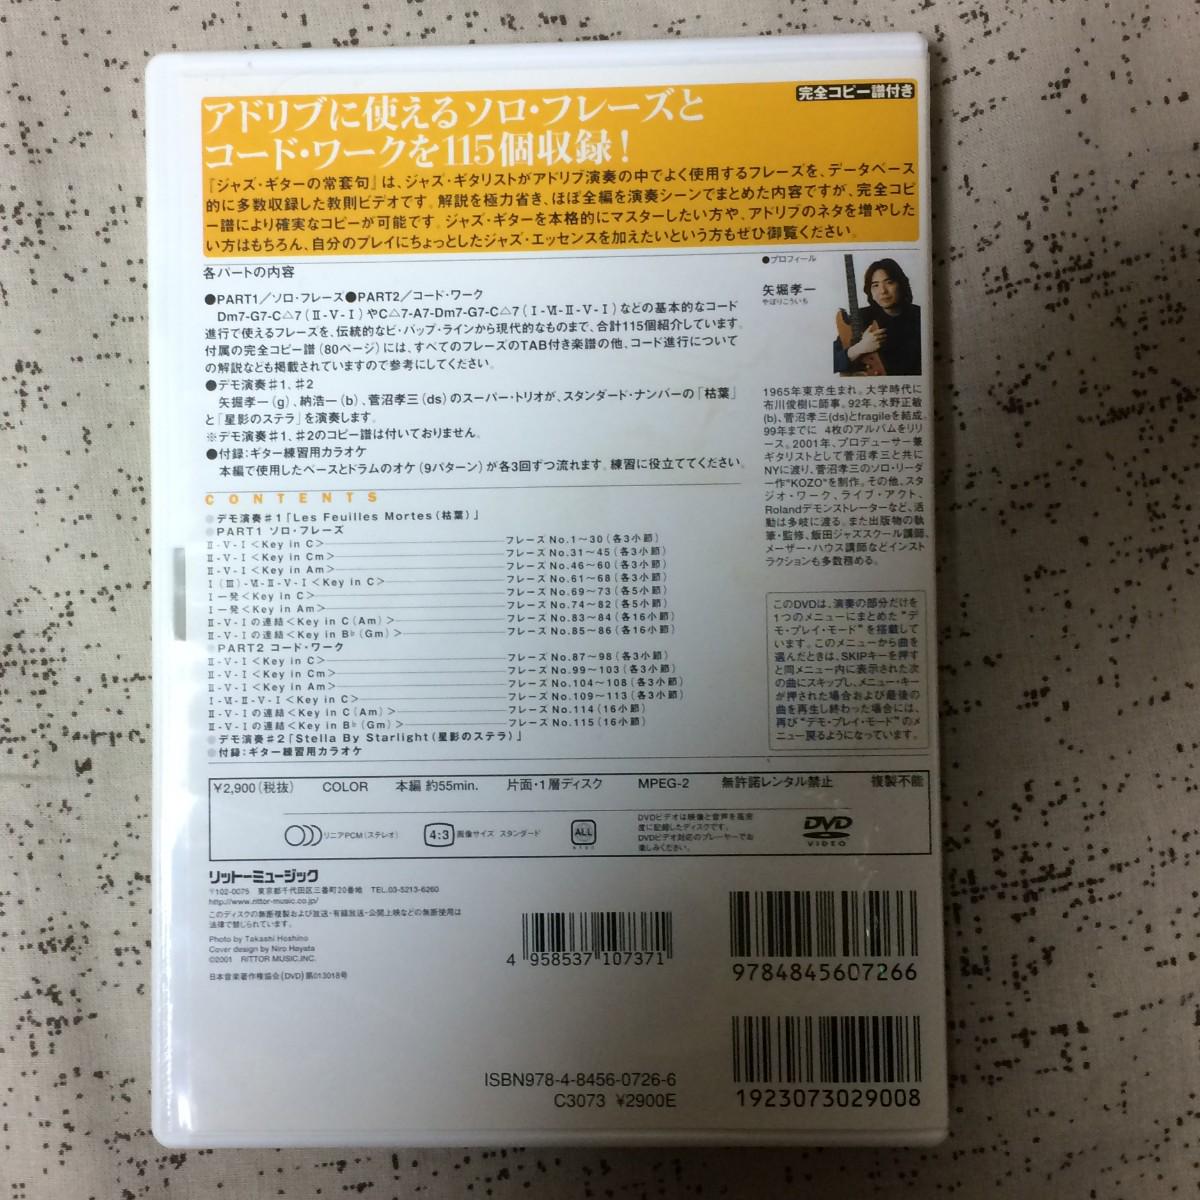 完全コピー譜付き
アドリブに使えるソロ・フレーズと
コード・ワークを115個収録！
『ジャズ・ギターの常套句』は、ジャズ・ギタリストがアドリブ演奏の中でよく使用するフレーズを、データベース
的に多数収録した教則ビデオです。解説を極力省き、ほぼ全編を演奏シーンでまとめた内容ですが、完全コピ
ー譜により確実なコピーが可能です。ジャズ・ギターを本格的にマスターしたい方や、アドリブのネタを増やした
い方はもちろん、自分のプレイにちょっとしたジャズ・エッセンスを加えたいという方もぜひ御覧ください。
各パートの内容
●PART1／ソロ・フレーズ●PART2／コード・ワーク
Dm7-G7-C△7（Ⅱ-Ⅴ-Ⅰ）やC△7-A7-Dm7-G7-C△7（Ⅰ-Ⅵ-Ⅱ-Ⅴ-Ⅰ）などの基本的なコード
進行で使えるフレーズを、伝統的なビ・バップ・ラインから現代的なものまで、合計115個紹介しています。
付属の完全コピー譜（80ページ）には、すべてのフレーズのTAB付き楽譜の他、コード進行について
の解説なども掲載されていますので参考にしてください。
●デモ演奏♯1、♯2
矢堀孝一(g)、納浩一(b)、菅沼孝三(ds)のスーパー・トリオが、スタンダード・ナンバーの「枯葉」
と「星影のステラ」を演奏します。
※デモ演奏♯1、♯2のコピー譜は付いておりません。
●付録：ギター練習用カラオケ
本編で使用したベースとドラムのオケ（9パターン）が各3回ずつ流れます。練習に役立ててください。
CONTENTS
●デモ演奏♯1「Les Feuilles Mortes（枯葉）」
●PART1 ソロ・フレーズ
Ⅱ-Ⅴ-Ⅰ＜Key in C＞――フレーズ No.1〜30（各3小節）
Ⅱ-Ⅴ-Ⅰ＜Key in Cm＞――フレーズ No.31〜45（各3小節）
Ⅱ-Ⅴ-Ⅰ＜Key in Am＞――フレーズ No.46〜60（各3小節）
Ⅰ(Ⅲ)-Ⅵ-Ⅱ-Ⅴ-Ⅰ＜Key in C＞――フレーズ No.61〜68（各3小節）
Ⅰ一発＜Key in C＞――フレーズ No.69〜73（各5小節）
Ⅰ一発＜Key in Am＞――フレーズ No.74〜82（各5小節）
Ⅱ-Ⅴ-Ⅰの連結＜Key in C(Am)＞――フレーズ No.83〜84（各16小節）
Ⅱ-Ⅴ-Ⅰの連結＜Key in B♭(Gm)＞――フレーズ No.85〜86（各16小節）
●PART2 コード・ワーク
Ⅱ-Ⅴ-Ⅰ＜Key in C＞――フレーズ No.87〜98（各3小節）
Ⅱ-Ⅴ-Ⅰ＜Key in Cm＞――フレーズ No.99〜103（各3小節）
Ⅱ-Ⅴ-Ⅰ＜Key in Am＞――フレーズ No.104〜108（各3小節）
Ⅰ-Ⅵ-Ⅱ-Ⅴ-Ⅰ＜Key in C＞――フレーズ No.109〜113（各3小節）
Ⅱ-Ⅴ-Ⅰの連結＜Key in C(Am)＞――フレーズ No.114（16小節）
Ⅱ-Ⅴ-Ⅰの連結＜Key in B♭(Gm)＞――フレーズ No.115（16小節）
●デモ演奏♯2「Stella By Starlight（星影のステラ）」
●付録：ギター練習用カラオケ
●プロフィール
矢堀孝一
やぼりこういち
1965年東京生まれ。大学時代に
布川俊樹に師事。92年、水野正敏
(b)、菅沼孝三(ds)とfragileを結成。
99年までに 4枚のアルバムをリリ
ース。2001年、プロデューサー兼
ギタリストとして菅沼孝三と共に
NYに渡り、菅沼孝三のソロ・リーダ
ー作"KOZO"を制作。その他、スタ
ジオ・ワーク、ライブ・アクト、
Rolandデモンストレーターなど、活
動は多岐に渡る。また出版物の執
筆・監修、飯田ジャズスクール講師、
メーザー・ハウス講師などインスト
ラクションも多数務める。
このDVDは、演奏の部分だけを
1つのメニューにまとめた"デ
モ・プレイ・モード"を搭載して
います。このメニューから曲を
選んだときは、SKIPキーを押す
と同メニュー内に表示された次
の曲にスキップし、メニュー・キー
が押された場合および最後の
曲を再生し終わった場合には、
再び"デモ・プレイ・モード"のメ
ニュー戻るようになっています。
¥2,900（税抜） COLOR 本編 約55min. 片面・1層ディスク MPEG-2 無許諾レンタル禁止 複製不能
リニアPCM（ステレオ） 4:3 画像サイズ スタンダード ALL NTSC
DVDビデオは映像と音声を高密
度に記録したディスクです。
DVDビデオ対応のプレーヤーでお
楽しみください。
DVD VIDEO
リットーミュージック
〒102-0075 東京都千代田区三番町20番地 TEL.03-5213-6260
http://www.rittor-music.co.jp/
このディスクの無断複製および放送・有線放送・公開上映などの無断使用は
法律で禁じられています。
Photo by Takashi Hoshino
Cover design by Niro Hayata
©2001 RITTOR MUSIC,INC.
日本音楽著作権協会(DVD)第013018号
4 958537 107371
9784845607266
ISBN978-4-8456-0726-6
C3073 ¥2900E
1923073029008